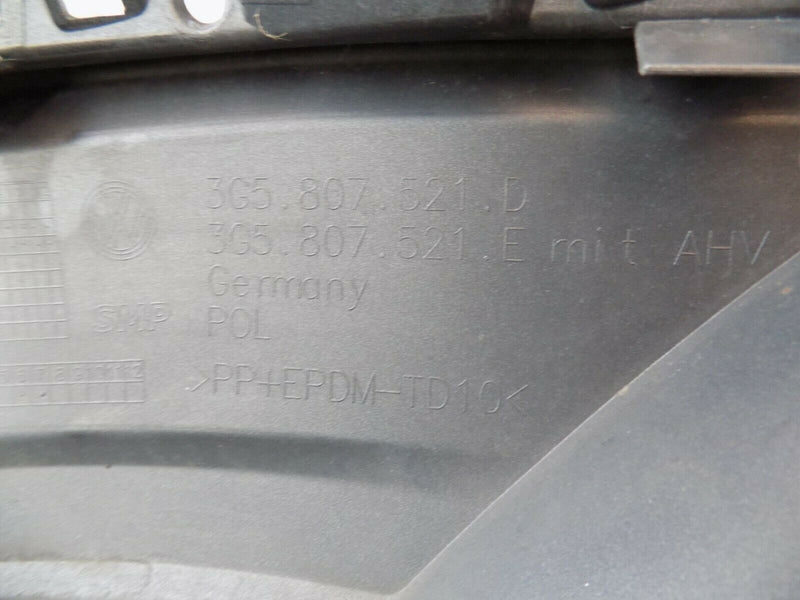 3G5.807.521.D
3G5.807.521.E mit AHV
Germany
SMP POL
>PP+EPDM-TD10<